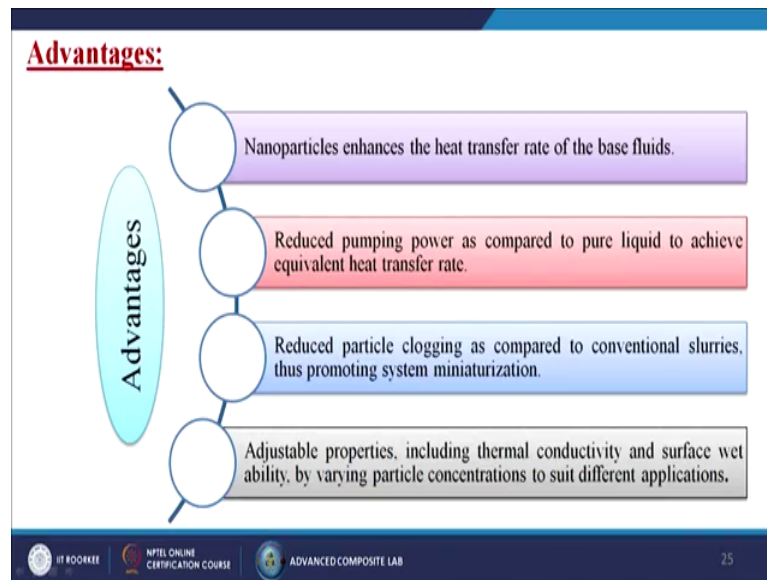 Advantages:
Advantages
Nanoparticles enhances the heat transfer rate of the base fluids.
Reduced pumping power as compared to pure liquid to achieve
equivalent heat transfer rate.
Reduced particle clogging as compared to conventional slurries,
thus promoting system miniaturization.
Adjustable properties, including thermal conductivity and surface wet
ability, by varying particle concentrations to suit different applications.
IIT ROORKEE
NPTEL ONLINE
CERTIFICATION COURSE
ADVANCED COMPOSITE LAB
25